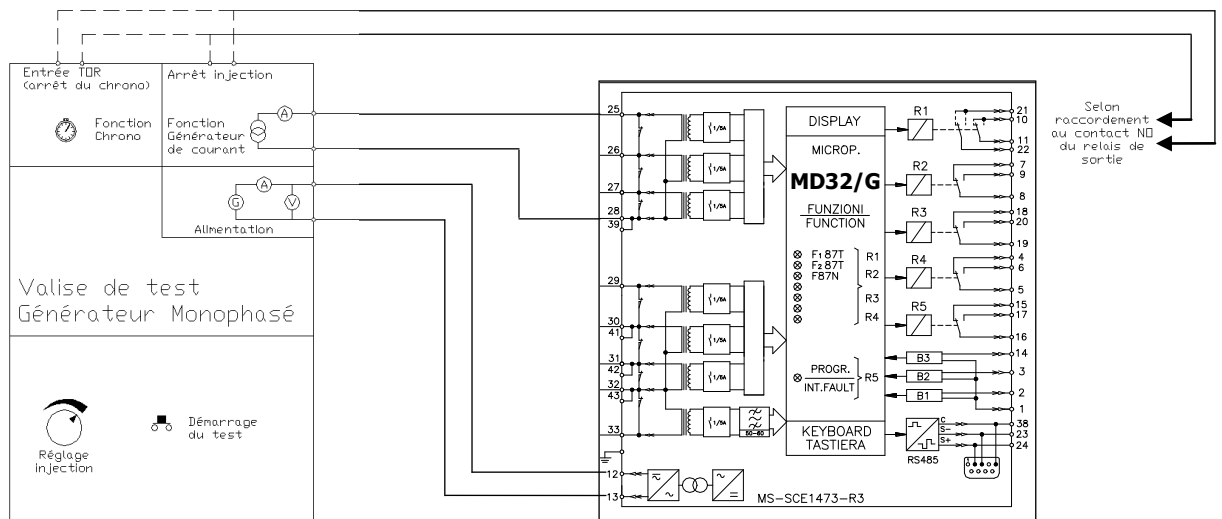 Entrée TOR
(arrêt du chrono)
Arrêt injection
Fonction
Chrono
Fonction
Générateur
de courant
A
A
G
V
Alimentation
Valise de test
Générateur Monophasé
Réglage
injection
Démarrage
du test
25
26
27
28
39
29
30
41
31
42
32
43
33
12
13
1/5A
1/5A
1/5A
1/5A
1/5A
1/5A
1/5A
50-60
DISPLAY
MICROP.
MD32/G
FUNZIONI
FUNCTION
F1 87T
F2 87T
F87N
R1
R2
R3
R4
PROGR.
INT.FAULT
R5
KEYBOARD
TASTIERA
R1
R2
R3
R4
R5
B3
B2
B1
RS485
C
S-
S+
21
10
11
22
7
9
8
18
20
19
4
6
5
15
17
16
14
3
2
1
38
23
24
MS-SCE1473-R3
Selon
raccordement
au contact NO
du relais de
sortie